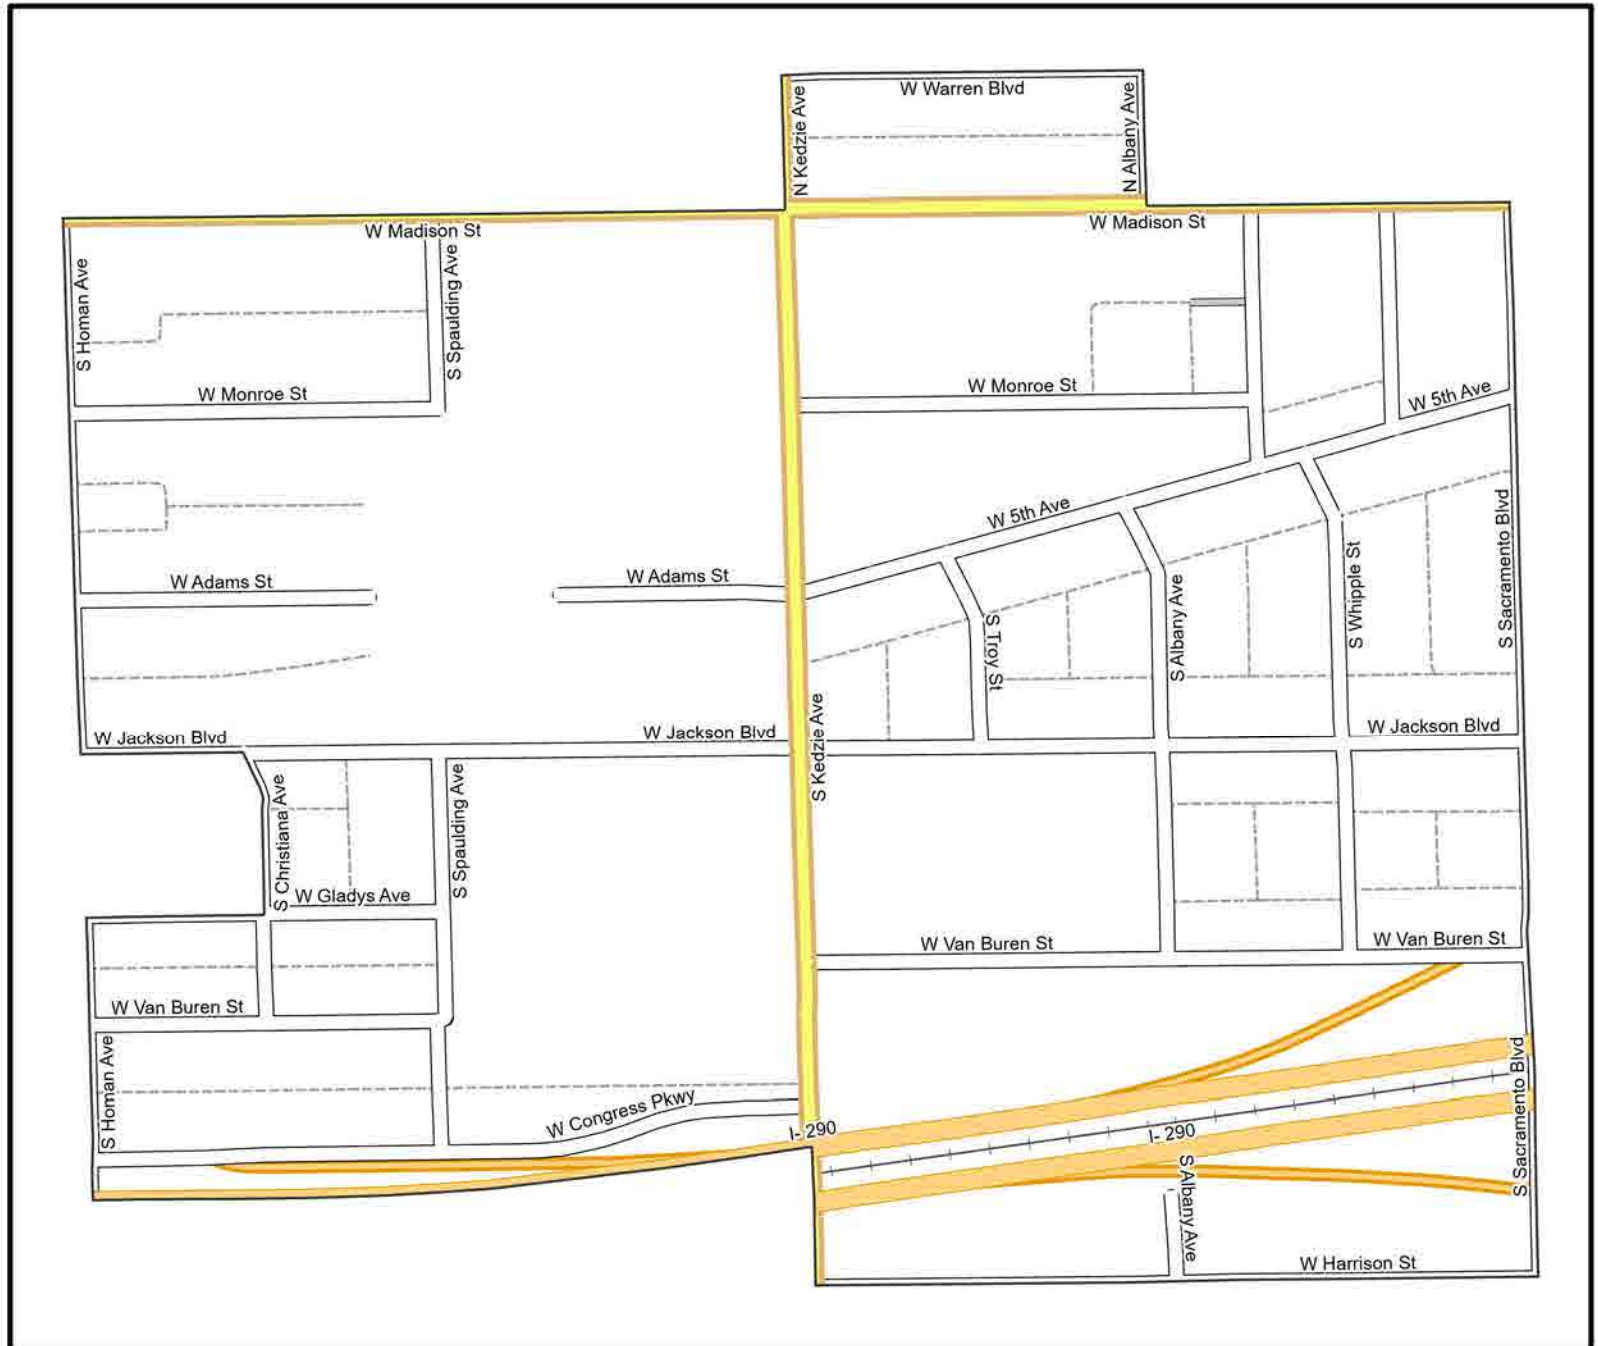 W Warren Blvd
N Kedzie Ave
N Albany Ave
W Madison St
W Madison St
S Homan Ave
S Spaulding Ave
W Monroe St
W Monroe St
W 5th Ave
W 5th Ave
W Adams St
W Adams St
S Troy St
S Albany Ave
S Whipple St
S Sacramento Blvd
W Jackson Blvd
W Jackson Blvd
W Jackson Blvd
S Kedzie Ave
S Christiana Ave
S Spaulding Ave
W Gladys Ave
W Van Buren St
W Van Buren St
W Van Buren St
S Homan Ave
W Congress Pkwy
I-290
I-290
S Sacramento Blvd
S Albany Ave
W Harrison St